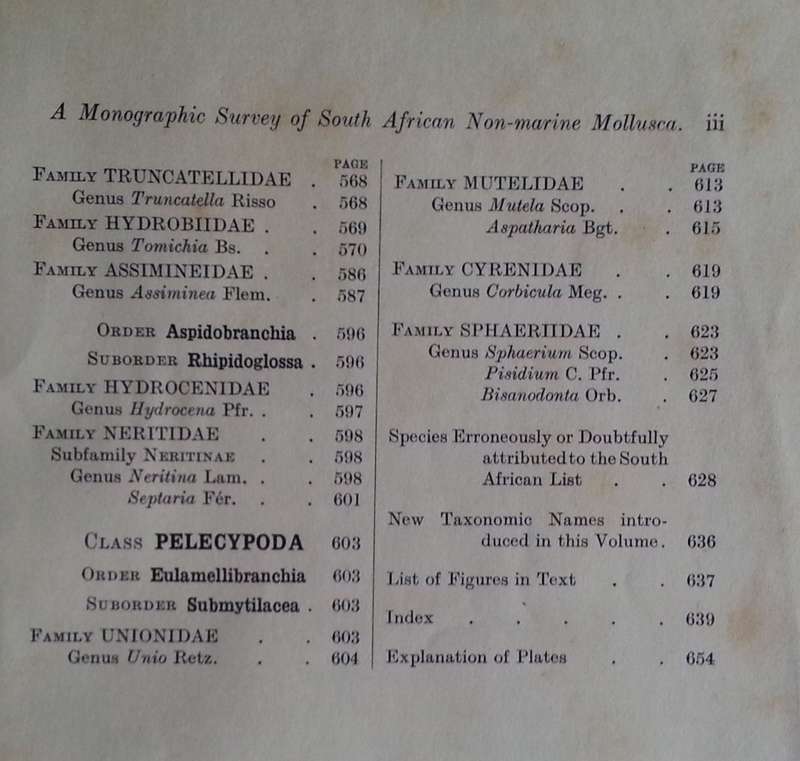 A Monographic Survey of South African Non-marine Mollusca. iii
PAGE
FAMILY TRUNCATELLIDAE . 568
Genus Truncatella Risso . 568
FAMILY HYDROBIIDAE . . 569
Genus Tomichia Bs. . . 570
FAMILY ASSIMINEIDAE . . 586
Genus Assiminea Flem. . 587
ORDER Aspidobranchia . 596
SUBORDER Rhipidoglossa . 596
FAMILY HYDROCENIDAE . 596
Genus Hydrocena Pfr. . . 597
FAMILY NERITIDAE . . 598
Subfamily NERITINAE . . 598
Genus Neritina Lam. . . 598
Septaria Fér. . . 601
CLASS PELECYPODA 603
ORDER Eulamellibranchia 603
SUBORDER Submytilacea . 603
FAMILY UNIONIDAE . . 603
Genus Unio Retz. . . 604
PAGE
FAMILY MUTELIDAE . . 613
Genus Mutela Scop. . . 613
Aspatharia Bgt. . 615
FAMILY CYRENIDAE . . 619
Genus Corbicula Meg. . . 619
FAMILY SPHAERIIDAE . . 623
Genus Sphaerium Scop. . 623
Pisidium C. Pfr. . 625
Bisanodonta Orb. . 627
Species Erroneously or Doubtfully
attributed to the South
African List . . 628
New Taxonomic Names intro-
duced in this Volume . 636
List of Figures in Text . . 637
Index . . . . . 639
Explanation of Plates . . 654